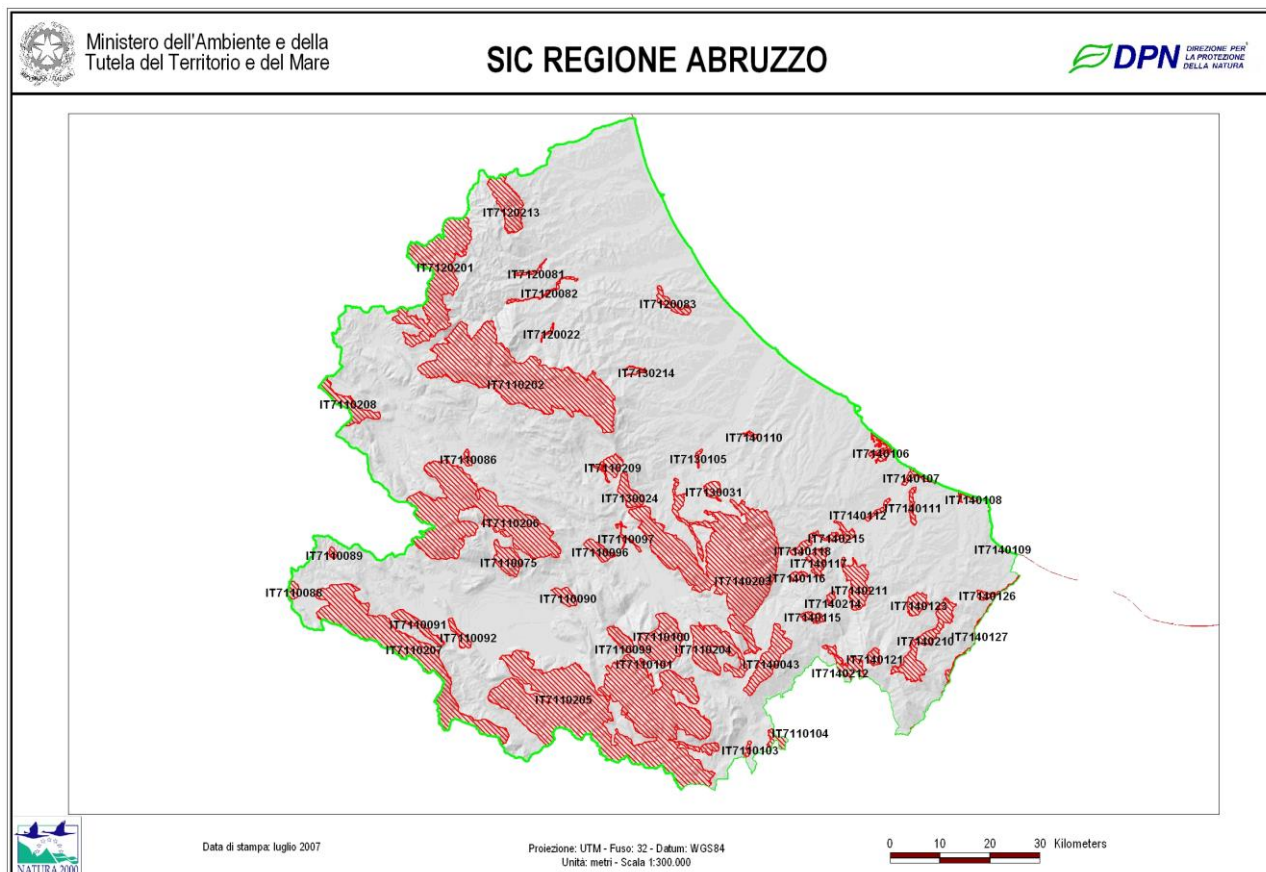 Ministero dell'Ambiente e della
Tutela del Territorio e del Mare
SIC REGIONE ABRUZZO
DPN
DIREZIONE PER
LA PROTEZIONE
DELLA NATURA
IT7120213
IT7120201
IT7120081
IT7120082
IT7120083
IT7120022
IT7130214
IT7110202
IT7110208
IT7140110
IT7110086
IT7130105
IT7140106
IT7110209
IT7140107
IT7130031
IT7130024
IT7140108
IT7140111
IT7140112
IT7110206
IT7110097
IT7140215
IT7110096
IT7140118
IT7140109
IT7110089
IT7110075
IT7140117
IT7140116
IT7140203
IT7110088
IT7140211
IT7110090
IT7140126
IT7140214
IT7140123
IT7140115
IT7110091
IT7110092
IT7110100
IT7140127
IT7140210
IT7110207
IT7110099
IT7110204
IT7110101
IT7140043
IT7140121
IT7140212
IT7110205
IT7110104
IT7110103
NATURA 2000
Data di stampa: luglio 2007
Proiezione: UTM - Fuso: 32 - Datum: WGS84
Unità: metri - Scala 1:300.000
0 10 20 30 Kilometers